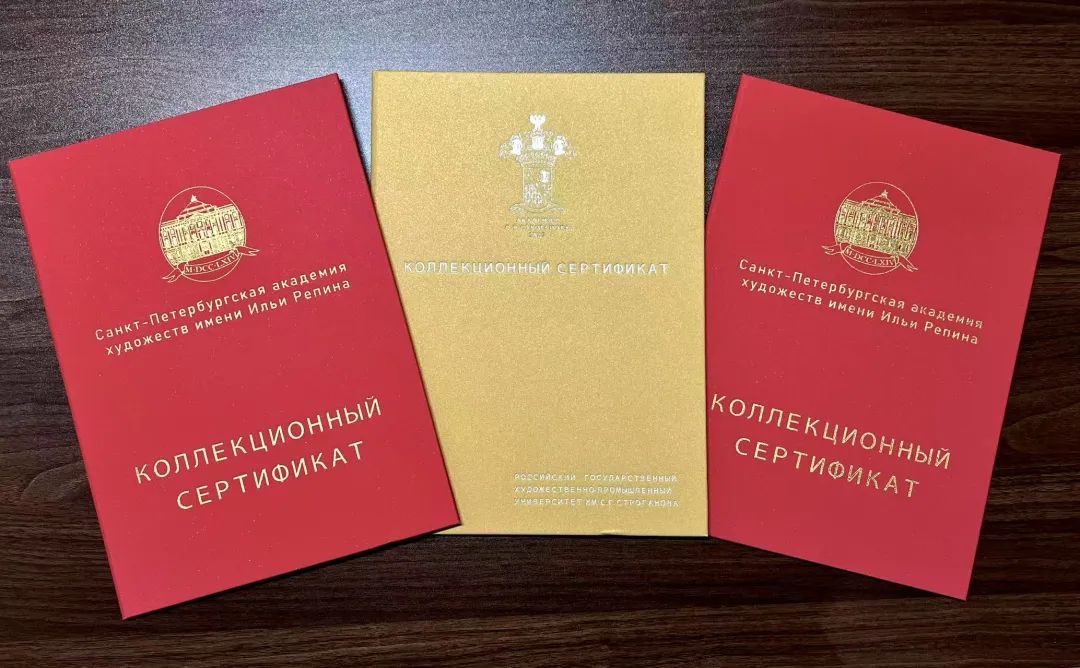 M·DCC·LXIV
Санкт-Петербургская академия
художеств имени Ильи Репина
КОЛЛЕКЦИОННЫЙ
СЕРТИФИКАТ
КОЛЛЕКЦИОННЫЙ СЕРТИФИКАТ
РОССИЙСКИЙ ГОСУДАРСТВЕННЫЙ
ХУДОЖЕСТВЕННО-ПРОМЫШЛЕННЫЙ
УНИВЕРСИТЕТ ИМ.С.Г.СТРОГАНОВА
M·DCC·LXIV
Санкт-Петербургская академия
художеств имени Ильи Репина
КОЛЛЕКЦИОННЫЙ
СЕРТИФИКАТ